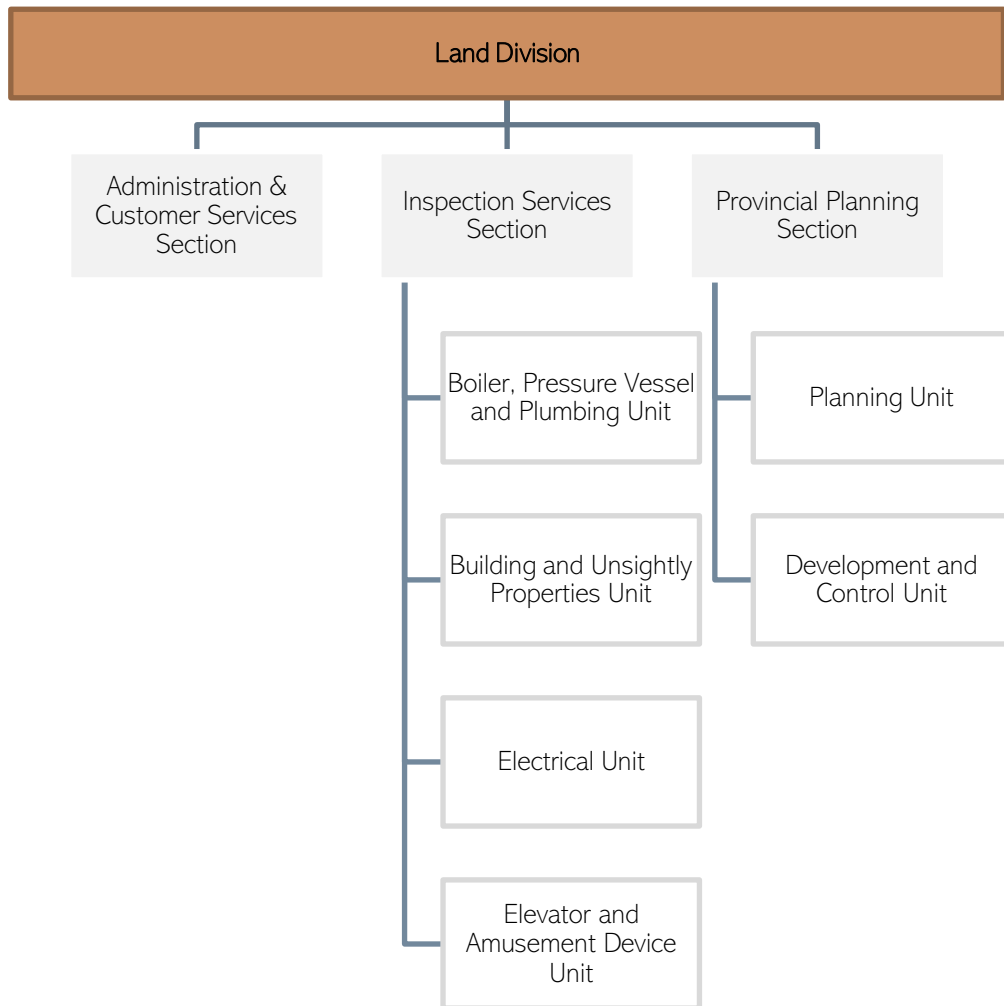 Land Division
Administration &
Customer Services
Section
Inspection Services
Section
Provincial Planning
Section
Boiler, Pressure Vessel
and Plumbing Unit
Planning Unit
Building and Unsightly
Properties Unit
Development and
Control Unit
Electrical Unit
Elevator and
Amusement Device
Unit